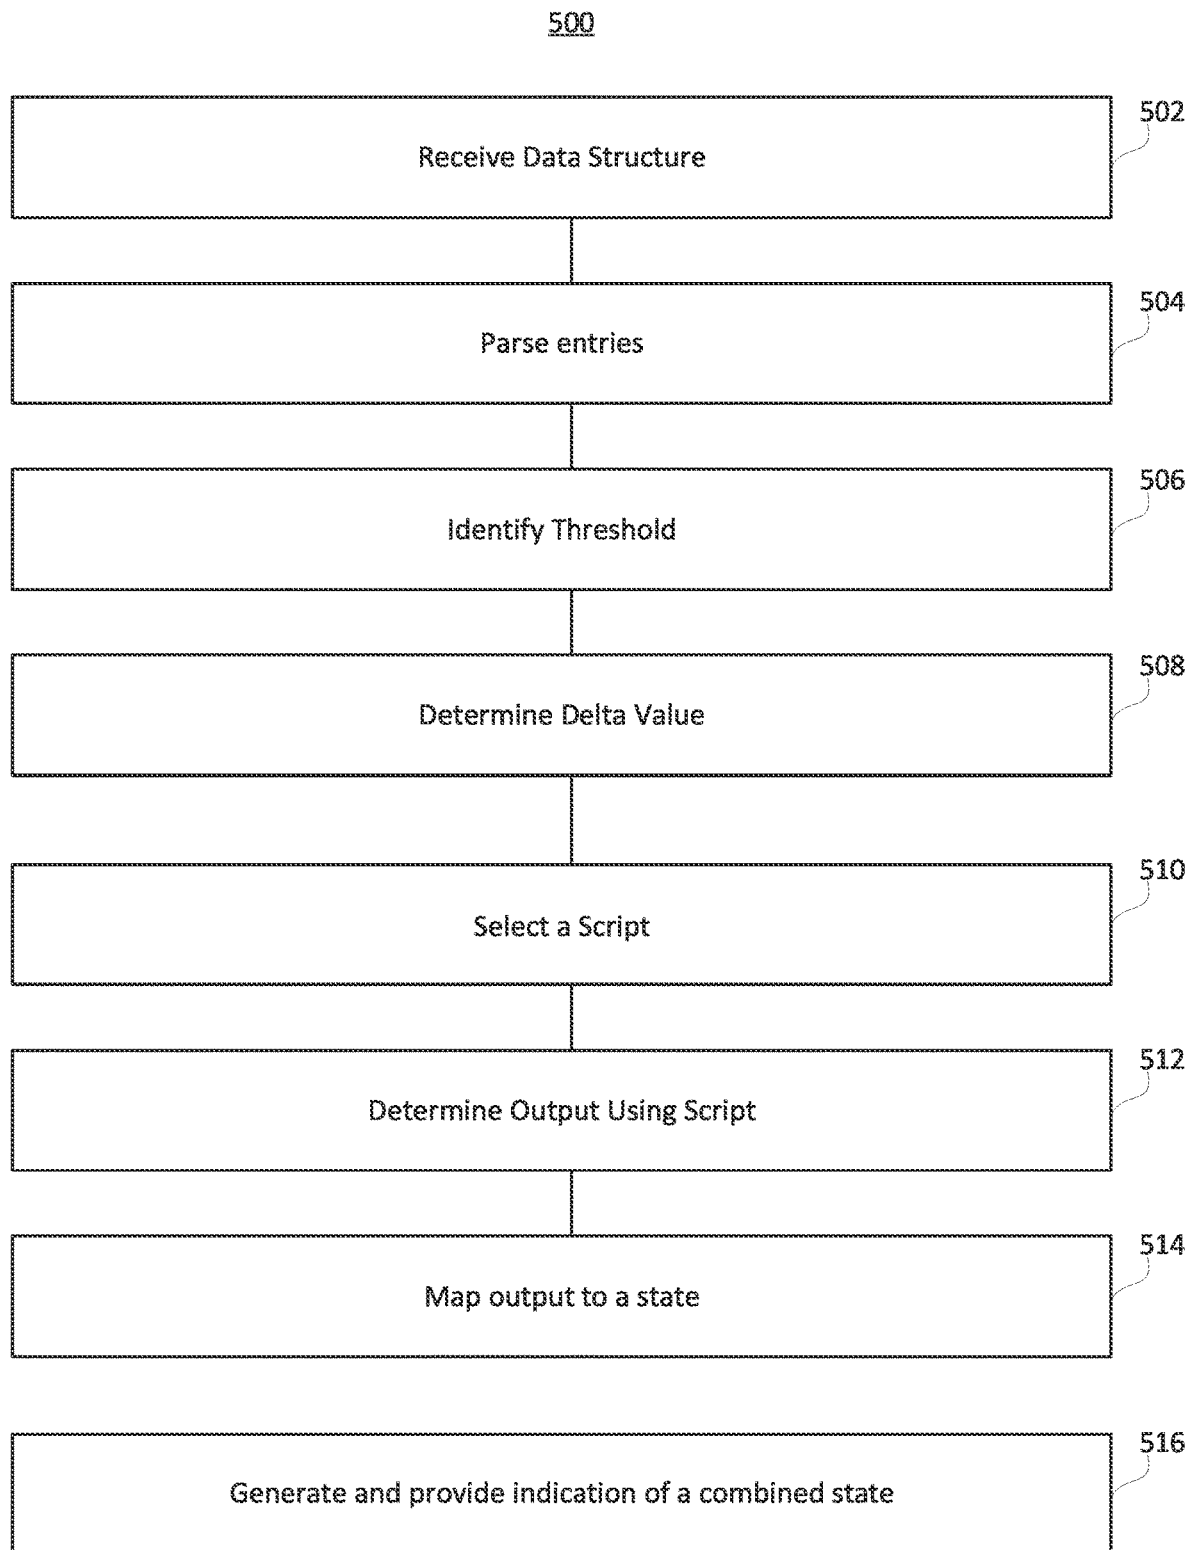 500
502
Receive Data Structure
504
Parse entries
506
Identify Threshold
508
Determine Delta Value
510
Select a Script
512
Determine Output Using Script
514
Map output to a state
516
Generate and provide indication of a combined state